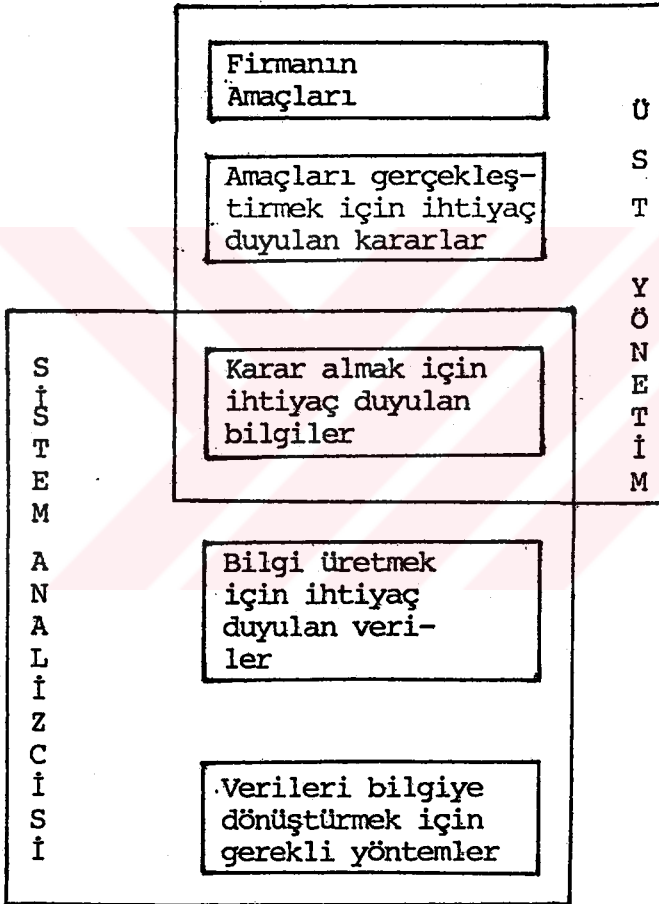 Firmanın
Amaçları
Amaçları gerçekleş-
tirmek için ihtiyaç
duyulan kararlar
ÜST YÖNETİM
Karar almak için
ihtiyaç duyulan
bilgiler
SİSTEM ANALİZCİSİ
Bilgi üretmek
için ihtiyaç
duyulan veri-
ler
Verileri bilgiye
dönüştürmek için
gerekli yöntemler